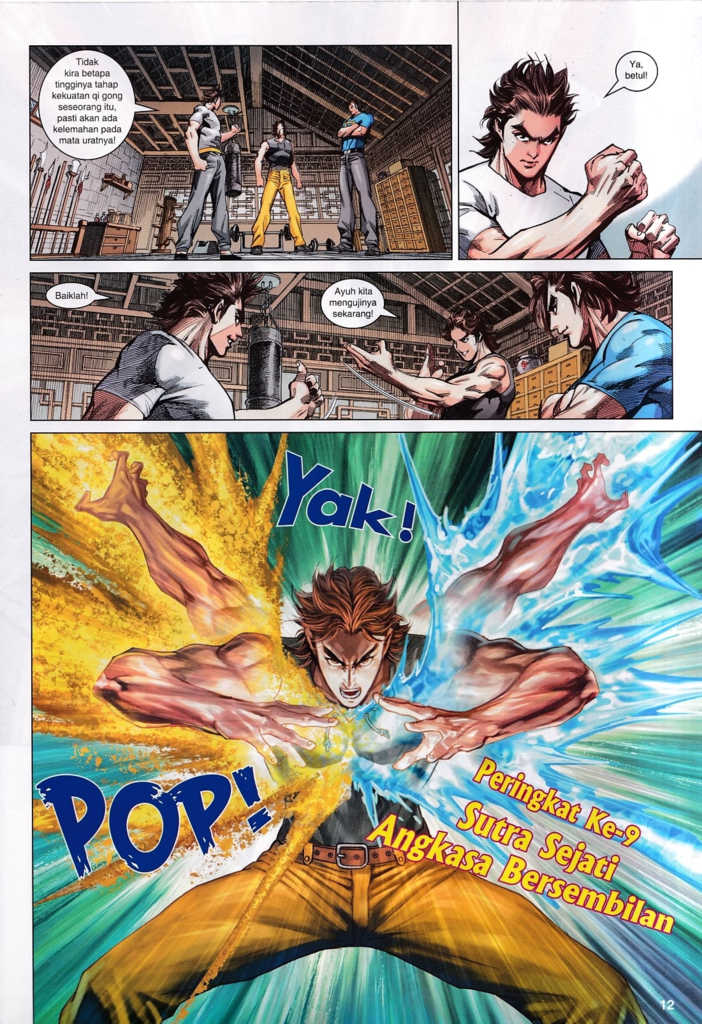 Tidak
kira betapa
tingginya tahap
kekuatan qi gong
seseorang itu,
pasti akan ada
kelemahan pada
mata uratnya!
Ya,
betul!
Baiklah!
Ayuh kita
mengujinya
sekarang!
Yak!
POP!
Peringkat Ke-9
Sutra Sejati
Angkasa Bersembilan
12